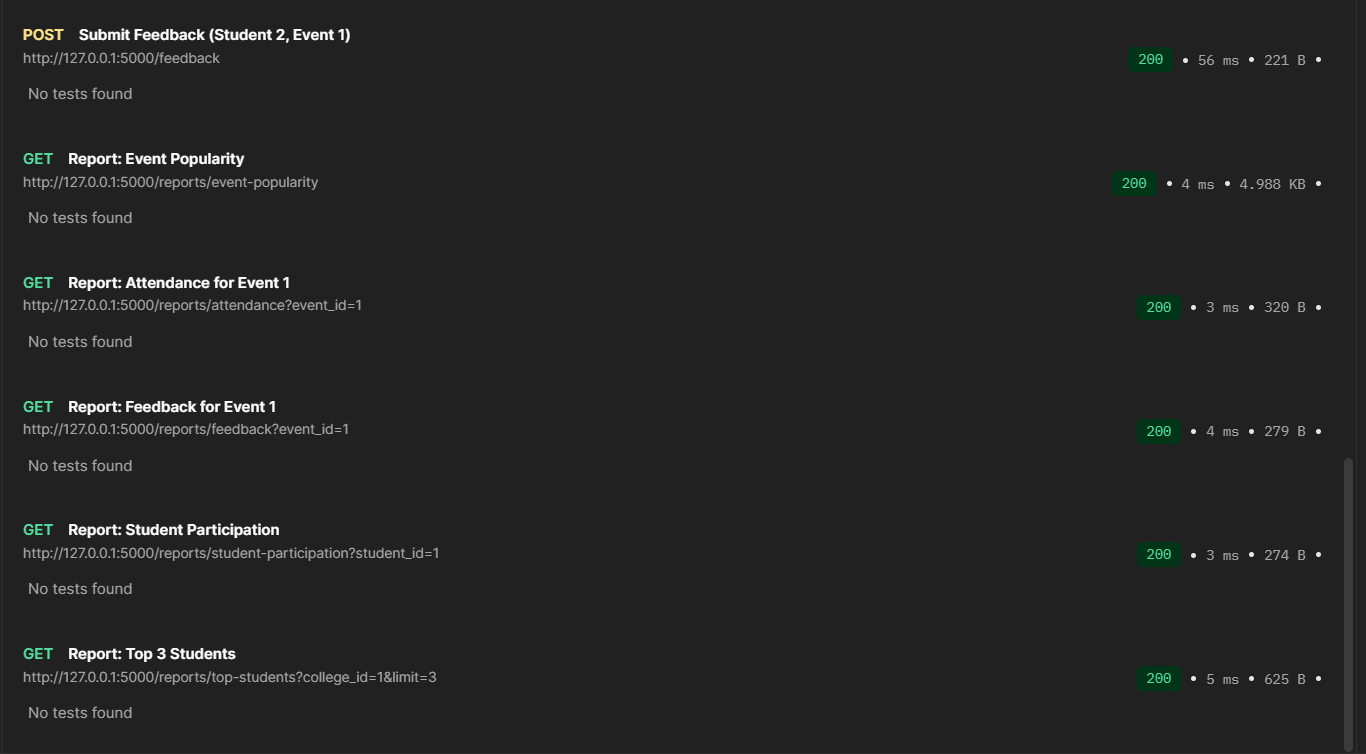 POST Submit Feedback (Student 2, Event 1)
http://127.0.0.1:5000/feedback
200 • 56 ms • 221 B •
No tests found
GET Report: Event Popularity
http://127.0.0.1:5000/reports/event-popularity
200 • 4 ms • 4.988 KB •
No tests found
GET Report: Attendance for Event 1
http://127.0.0.1:5000/reports/attendance?event_id=1
200 • 3 ms • 320 B •
No tests found
GET Report: Feedback for Event 1
http://127.0.0.1:5000/reports/feedback?event_id=1
200 • 4 ms • 279 B •
No tests found
GET Report: Student Participation
http://127.0.0.1:5000/reports/student-participation?student_id=1
200 • 3 ms • 274 B •
No tests found
GET Report: Top 3 Students
http://127.0.0.1:5000/reports/top-students?college_id=1&limit=3
200 • 5 ms • 625 B •
No tests found